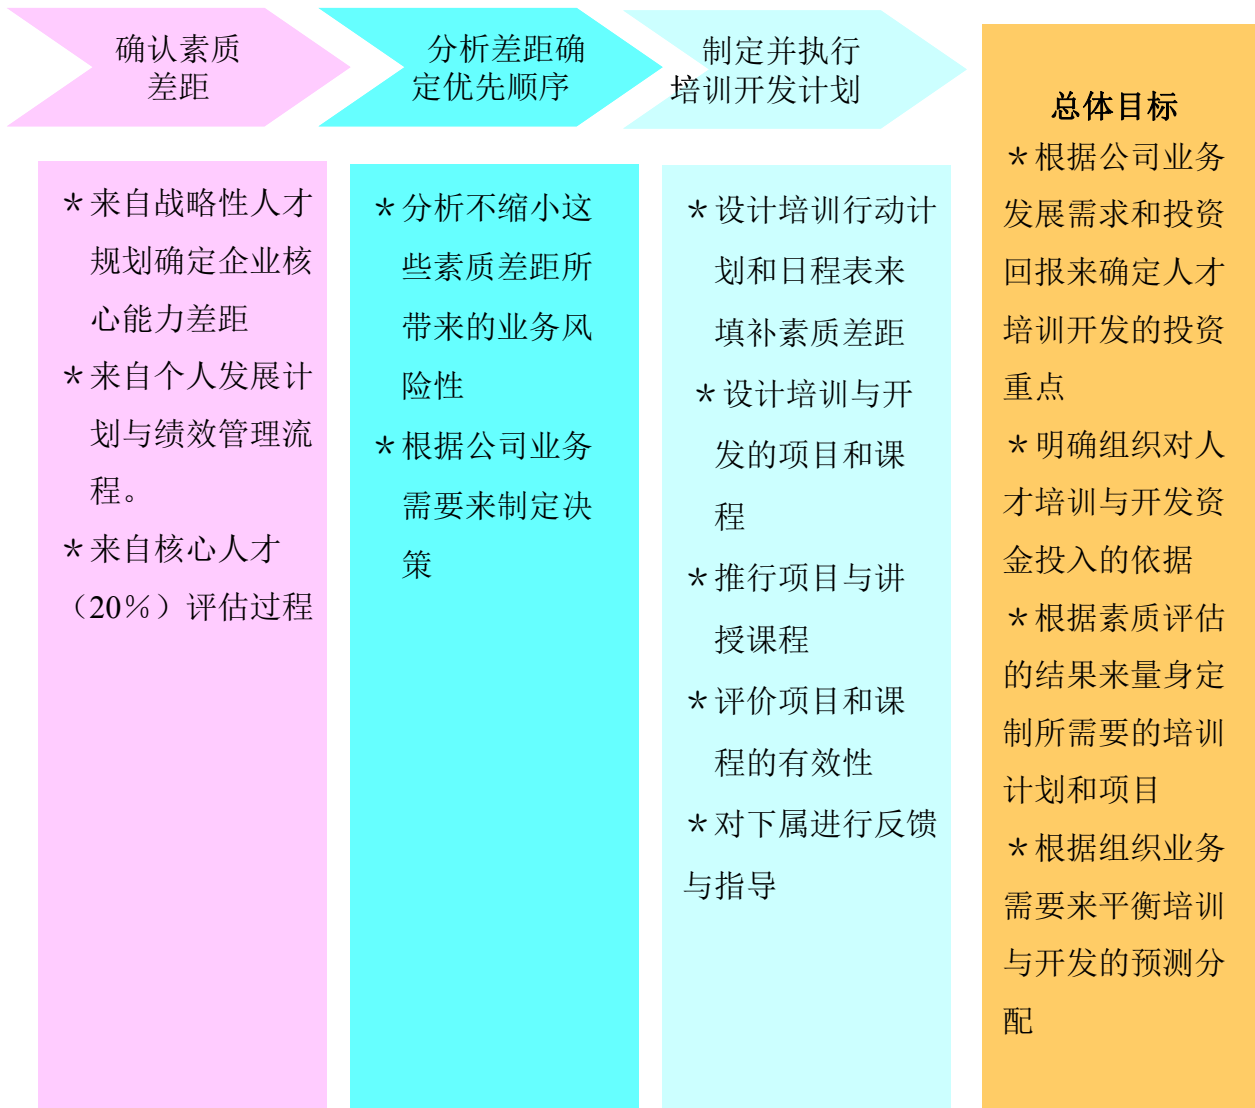 确认素质
差距
分析差距确
定优先顺序
制定并执行
培训开发计划
＊来自战略性人才
规划确定企业核
心能力差距
＊来自个人发展计
划与绩效管理流
程。
＊来自核心人才
（20％）评估过程
＊分析不缩小这
些素质差距所
带来的业务风
险性
＊根据公司业务
需要来制定决
策
＊设计培训行动计
划和日程表来
填补素质差距
＊设计培训与开
发的项目和课
程
＊推行项目与讲
授课程
＊评价项目和课
程的有效性
＊对下属进行反馈
与指导
总体目标
＊根据公司业务
发展需求和投资
回报来确定人才
培训开发的投资
重点
＊明确组织对人
才培训与开发资
金投入的依据
＊根据素质评估
的结果来量身定
制所需要的培训
计划和项目
＊根据组织业务
需要来平衡培训
与开发的预测分
配